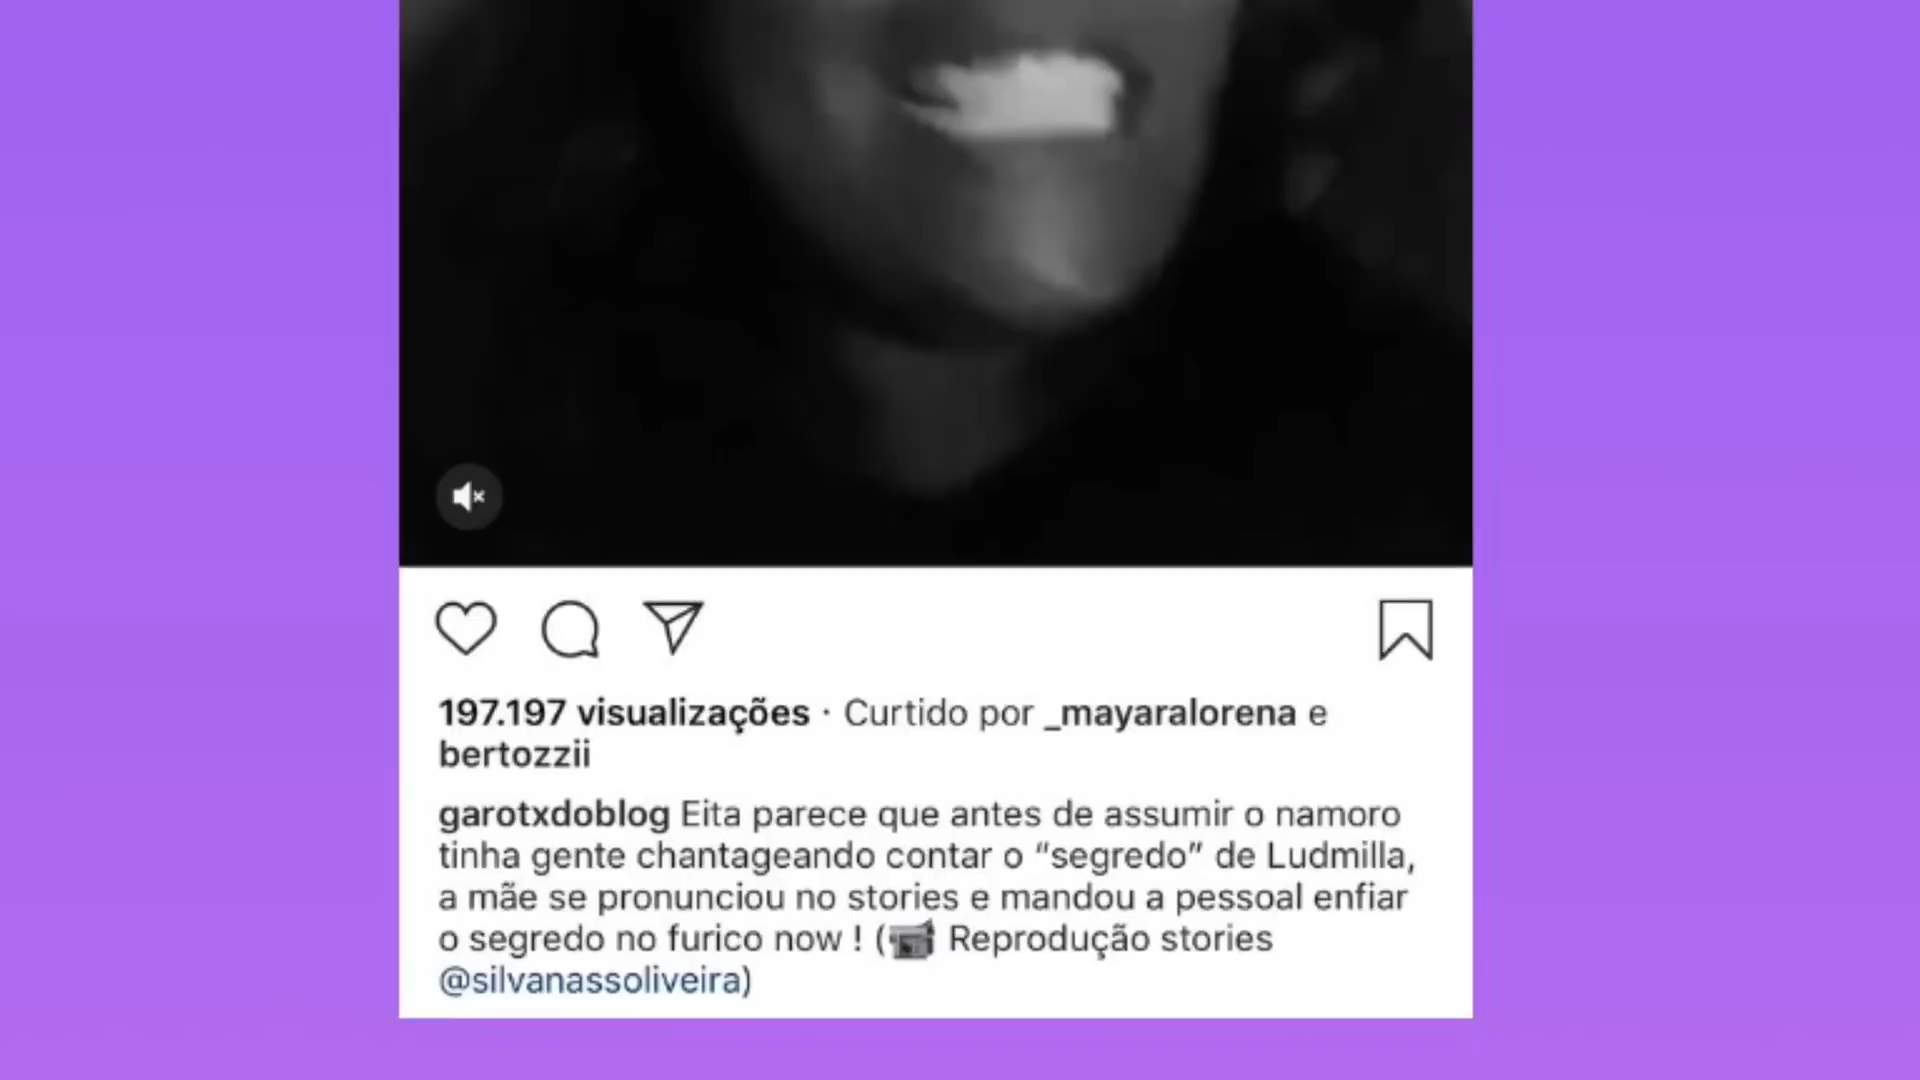 197.197 visualizações · Curtido por _mayaralorena e
bertozzii
garotxdoblog Eita parece que antes de assumir o namoro
tinha gente chantageando contar o “segredo” de Ludmilla,
a mãe se pronunciou no stories e mandou a pessoal enfiar
o segredo no furico now ! (📹 Reprodução stories
@silvanassoliveira)